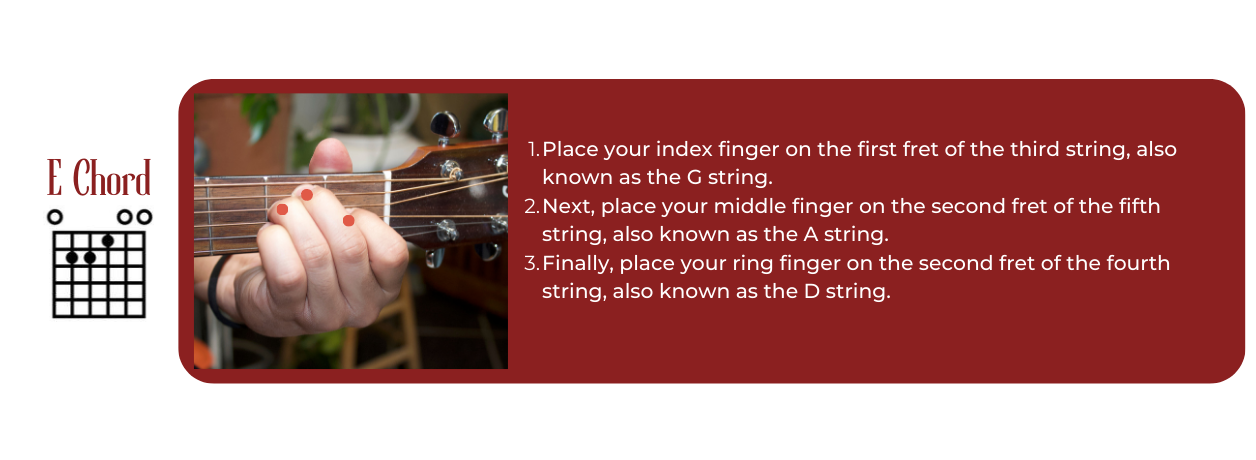 E Chord
1. Place your index finger on the first fret of the third string, also
known as the G string.
2. Next, place your middle finger on the second fret of the fifth
string, also known as the A string.
3. Finally, place your ring finger on the second fret of the fourth
string, also known as the D string.